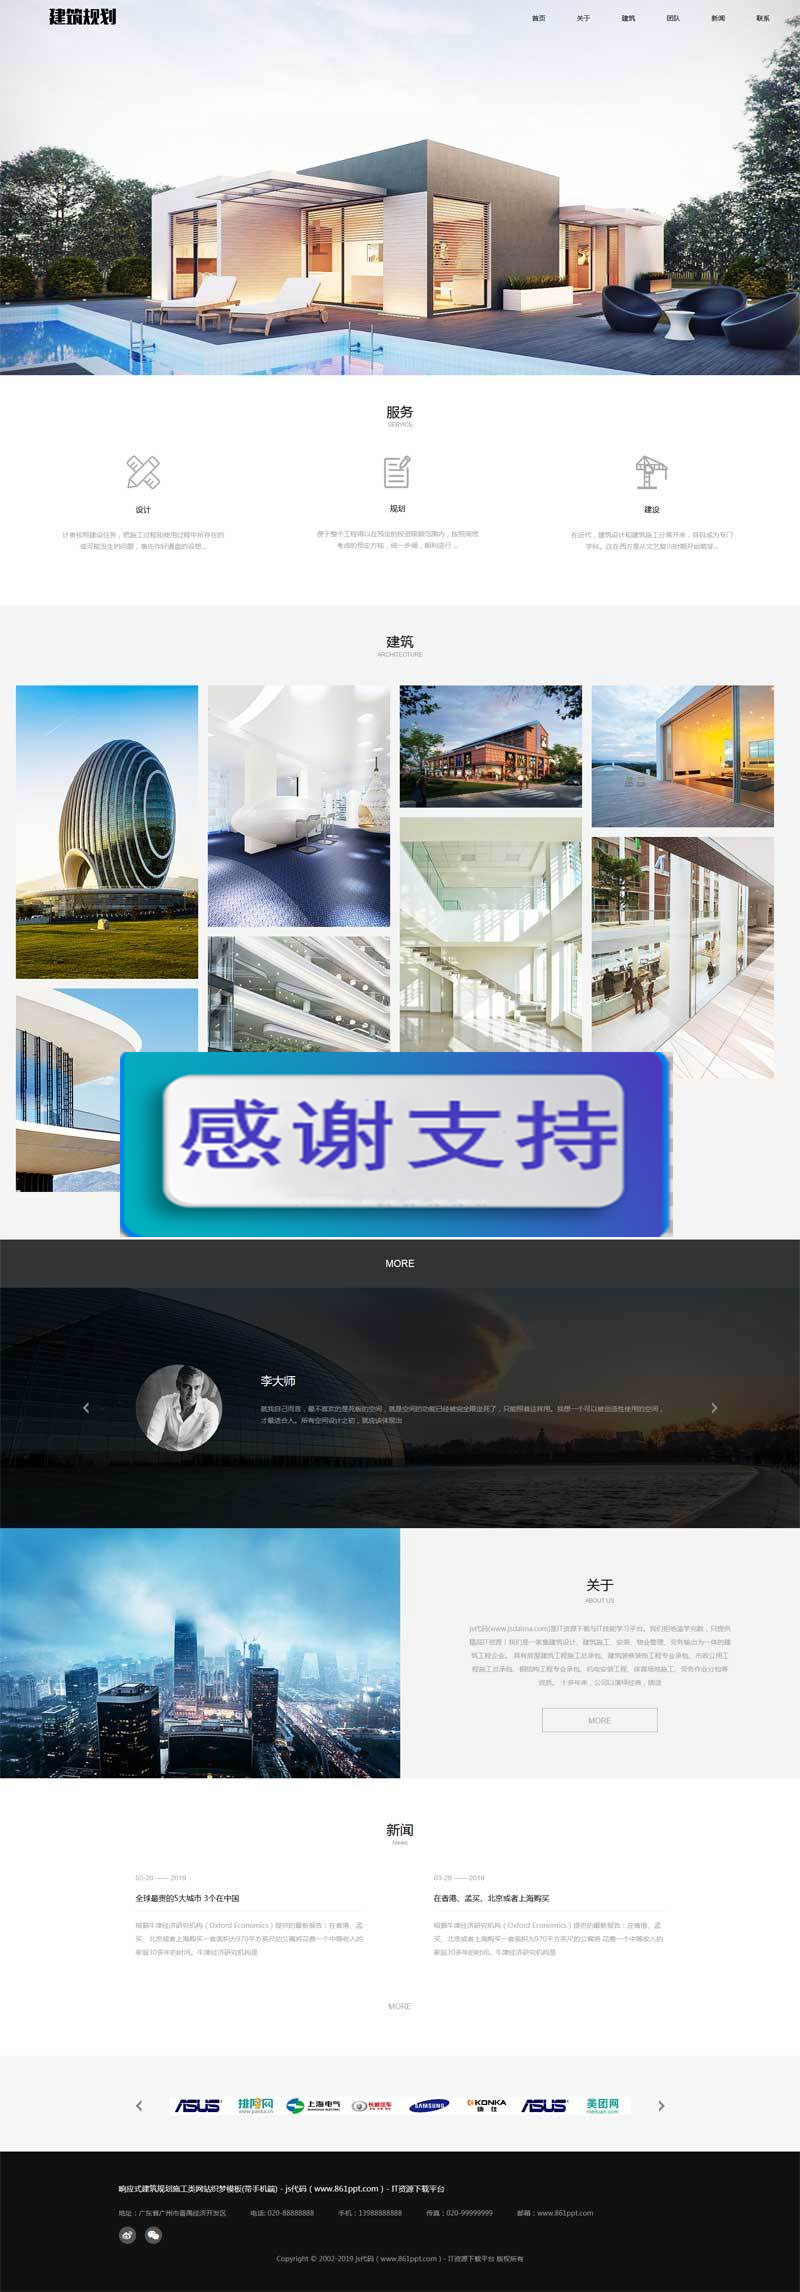 建筑规划
首页 关于 建筑 团队 新闻 联系
服务
SERVICE
设计
规划
建设
计者按照建设任务，把施工过程和使用过程中所存在的
或可能发生的问题，事先作好通盘的设想...
便于整个工程得以在预定的投资限额范围内，按照周密
考虑的预定方案，统一步调，顺利进行 ...
在近代，建筑设计和建筑施工分离开来，各自成为专门
学科。这在西方是从文艺复兴时期开始萌芽...
建筑
ARCHITECTURE
感谢支持
MORE
李大师
就我自己而言，最不喜欢的是死板的空间，就是空间的功能已经被完全限定死了，只能照着这样用。我想一个可以被创造性使用的空间，
才最适合人。所有空间设计之初，就应该体现出
关于
ABOUT US
js代码(www.jsdaima.com)是IT资源下载与IT技能学习平台。我们拒绝滥竽充数，只提供
精品IT资源！我们是一家集建筑设计、建筑施工、安装、物业管理、劳务输出为一体的建
筑工程企业。 具有房屋建筑工程施工总承包、建筑装修装饰工程专业承包、市政公用工
程施工总承包、钢结构工程专业承包、机电安装工程、体育场地施工、劳务作业分包等
资质。 十多年来，公司以
MORE
新闻
News
03-28 —— 2019
全球最贵的5大城市 3个在中国
根据牛津经济研究机构（Oxford Economics）提供的最新报告：在香港、孟
买、北京或者上海购买一套面积为970平方英尺的公寓将花费一个中等收入的
家庭30多年的时间。牛津经济研究机构是
03-28 —— 2019
在香港、孟买、北京或者上海购买
根据牛津经济研究机构（Oxford Economics）提供的最新报告：在香港、孟
买、北京或者上海购买一套面积为970平方英尺的公寓将 花费一个中等收入的
家庭30多年的时间。牛津经济研究机构是
MORE
ASUS 排队网 上海电气 长城汽车 SAMSUNG KONKA 康佳 ASUS 美团网
www.paidui.cn SHANGHAI ELECTRIC meituan.com
响应式建筑规划施工类网站织梦模板(带手机端) - js代码（www.861ppt.com）- IT资源下载平台
地址：广东省广州市番禺经济开发区 电话: 020-88888888 手机：13988888888 传真：020-99999999 邮箱：www.861ppt.com
Copyright © 2002-2019 js代码（www.861ppt.com）- IT资源下载平台 版权所有